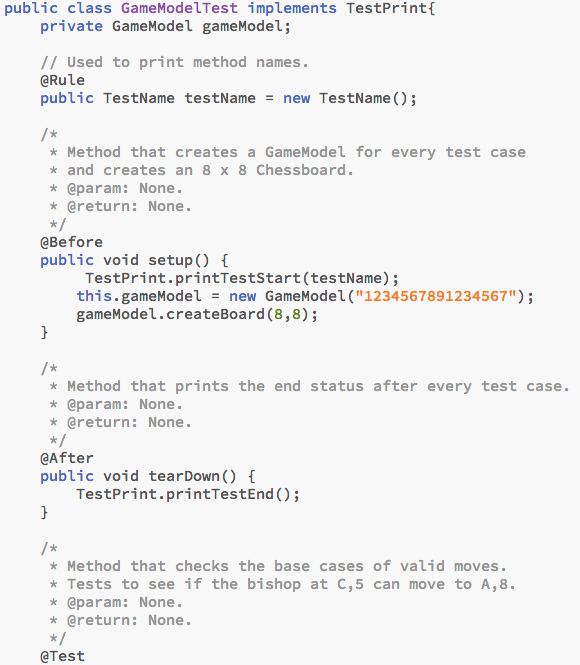 public class GameModelTest implements TestPrint{
    private GameModel gameModel;

    // Used to print method names.
    @Rule
    public TestName testName = new TestName();

    /*
     * Method that creates a GameModel for every test case
     * and creates an 8 x 8 Chessboard.
     * @param: None.
     * @return: None.
     */
    @Before
    public void setup() {
         TestPrint.printTestStart(testName);
        this.gameModel = new GameModel("1234567891234567");
        gameModel.createBoard(8,8);
    }

    /*
     * Method that prints the end status after every test case.
     * @param: None.
     * @return: None.
     */
    @After
    public void tearDown() {
        TestPrint.printTestEnd();
    }

    /*
     * Method that checks the base cases of valid moves.
     * Tests to see if the bishop at C,5 can move to A,8.
     * @param: None.
     * @return: None.
     */
    @Test